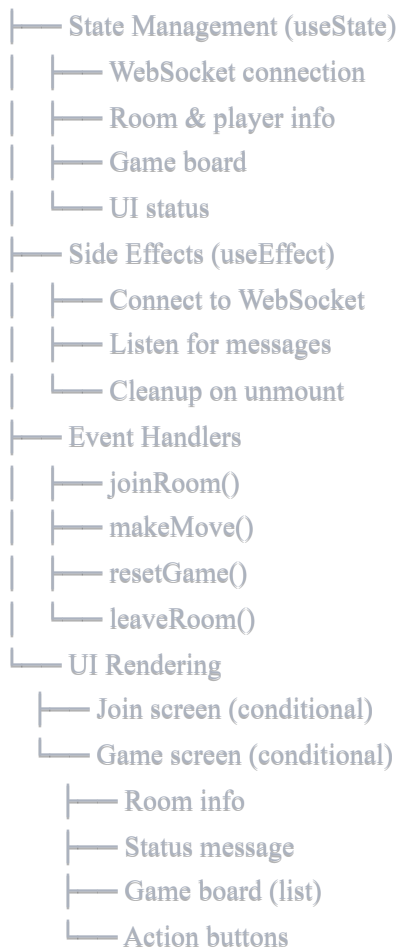 ├── State Management (useState)
│   ├── WebSocket connection
│   ├── Room & player info
│   ├── Game board
│   └── UI status
├── Side Effects (useEffect)
│   ├── Connect to WebSocket
│   ├── Listen for messages
│   └── Cleanup on unmount
├── Event Handlers
│   ├── joinRoom()
│   ├── makeMove()
│   ├── resetGame()
│   └── leaveRoom()
└── UI Rendering
    ├── Join screen (conditional)
    └── Game screen (conditional)
        ├── Room info
        ├── Status message
        ├── Game board (list)
        └── Action buttons